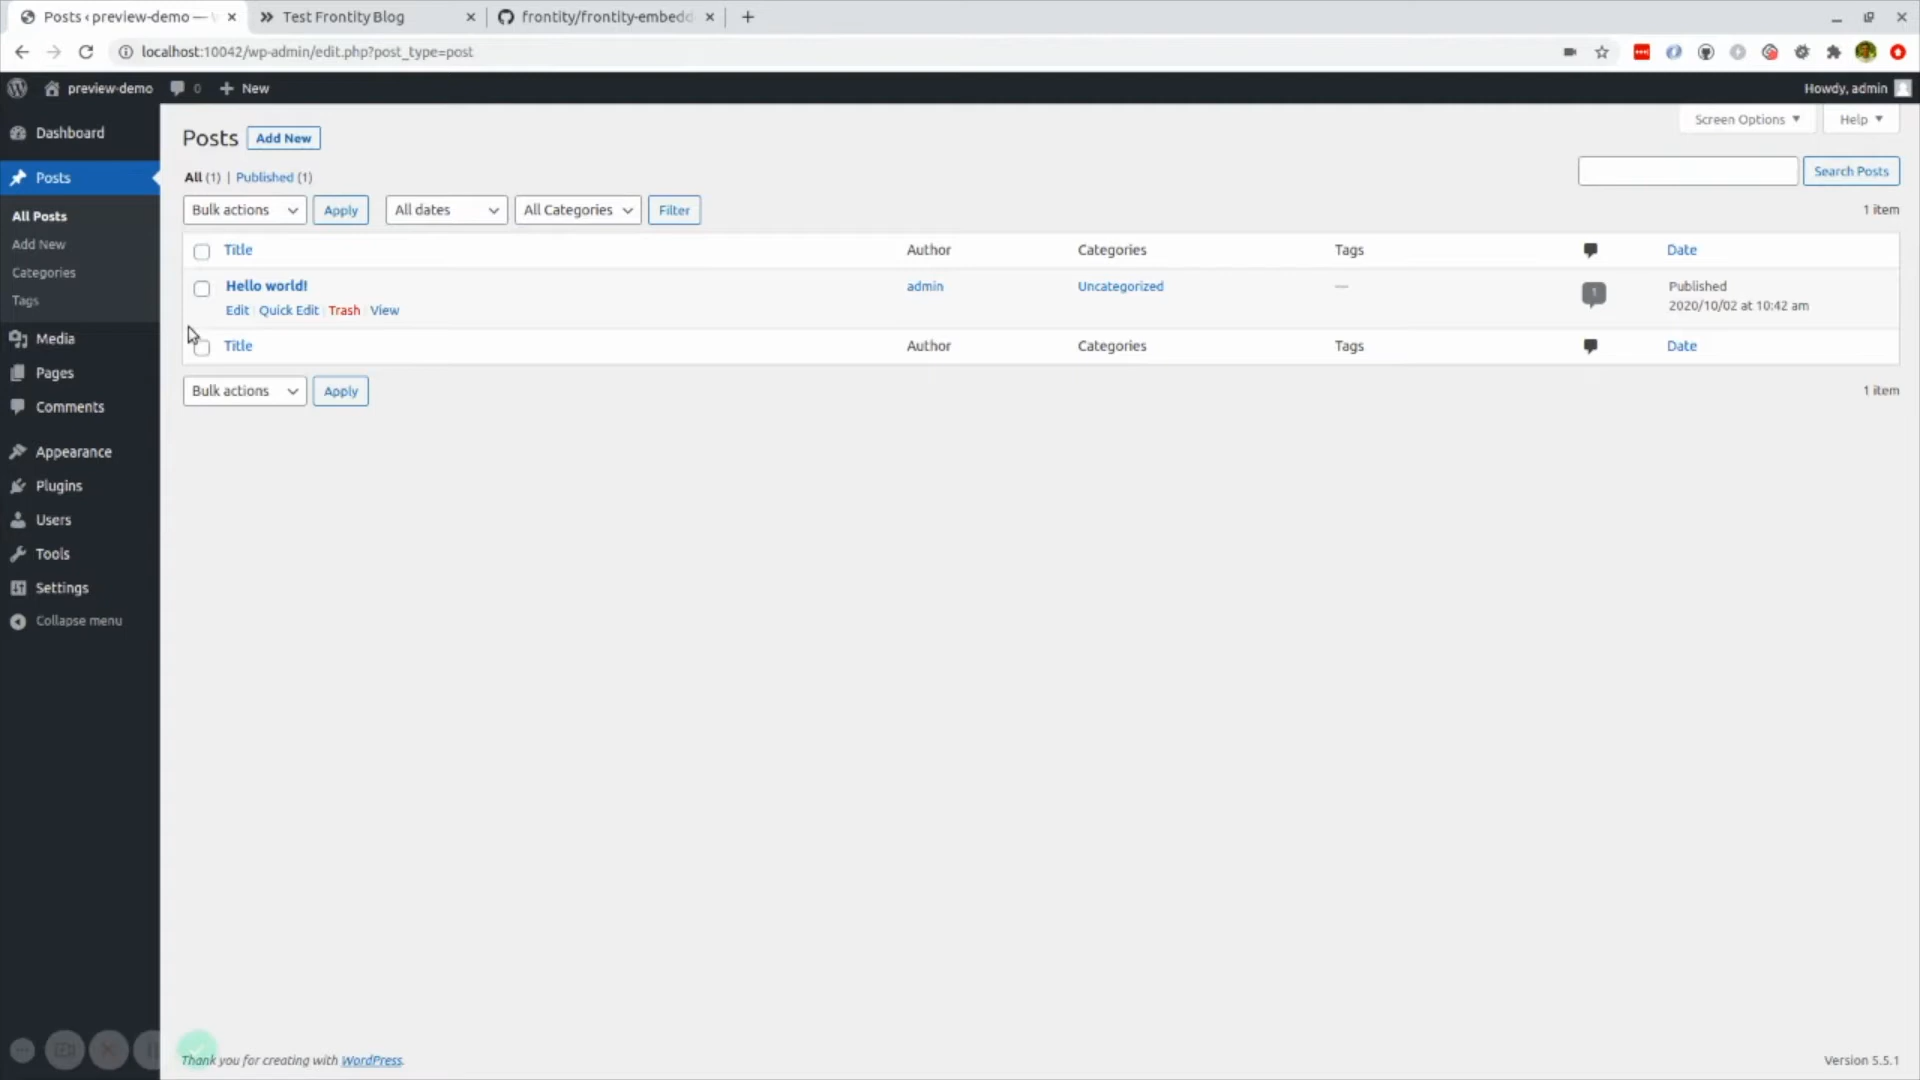 Posts ‹ preview-demo —
Test Frontity Blog
frontity/frontity-embedd
localhost:10042/wp-admin/edit.php?post_type=post
preview-demo
0
New
Howdy, admin
Dashboard
Posts
All Posts
Add New
Categories
Tags
Media
Pages
Comments
Appearance
Plugins
Users
Tools
Settings
Collapse menu
Posts Add New
Screen Options
Help
All (1) | Published (1)
Search Posts
Bulk actions Apply All dates All Categories Filter 1 item
Title Author Categories Tags Date
Hello world! admin Uncategorized — 1 Published
Edit | Quick Edit | Trash | View 2020/10/02 at 10:42 am
Title Author Categories Tags Date
Bulk actions Apply 1 item
Thank you for creating with WordPress.
Version 5.5.1